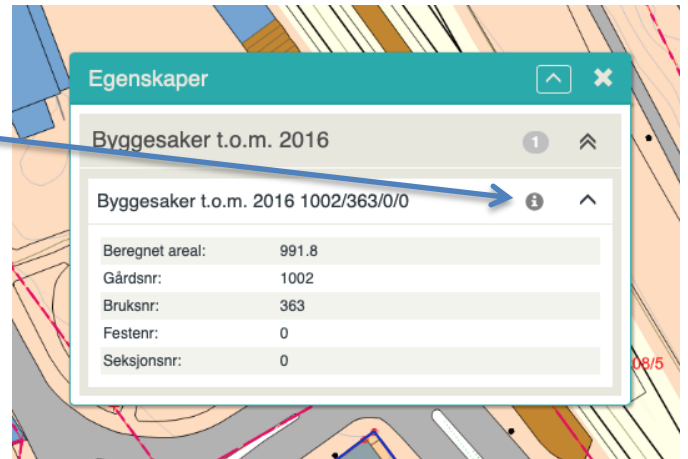 Egenskaper
Byggesaker t.o.m. 2016 1
Byggesaker t.o.m. 2016 1002/363/0/0
Beregnet areal: 991.8
Gårdsnr: 1002
Bruksnr: 363
Festenr: 0
Seksjonsnr: 0
08/5